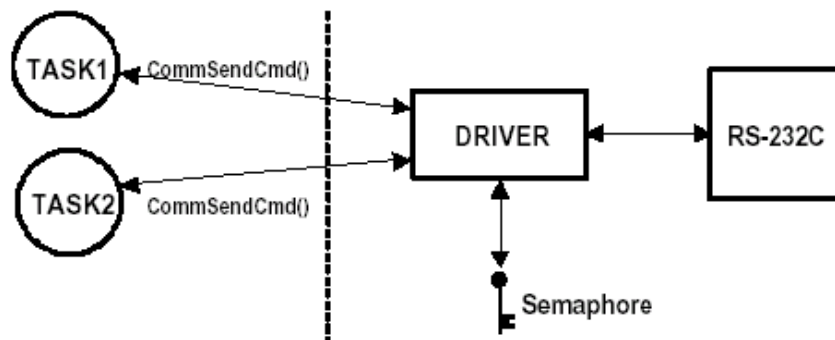 TASK1
CommSendCmd()
DRIVER
RS-232C
TASK2
CommSendCmd()
Semaphore